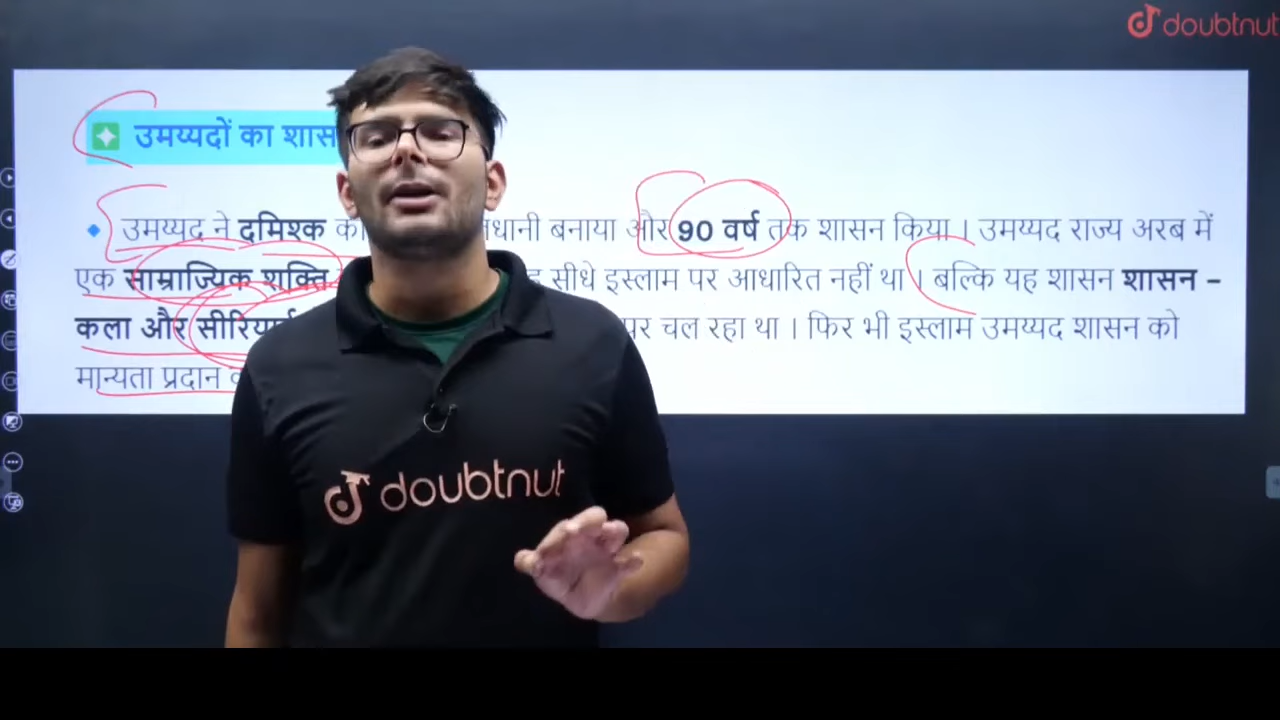 doubtnut
उमय्यदों का
उमय्यद ने दमिश्क बनाया और 90 वर्ष तक शासन किया । उमय्यद राज्य अरब में
एक साम्राज्यिक शक्ति सीधे इस्लाम पर आधारित नहीं था । बल्कि यह शासन शासन –
कला और पर चल रहा था । फिर भी इस्लाम उमय्यद शासन को
मान्यता प्रदान
doubtnut